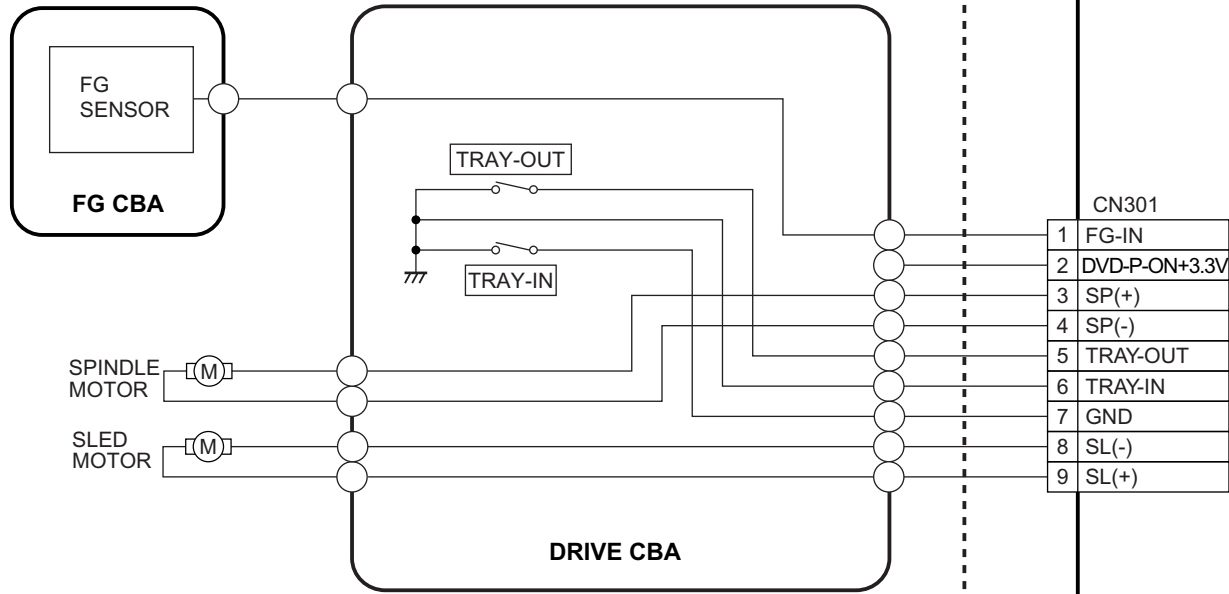 FG
SENSOR
FG CBA
TRAY-OUT
TRAY-IN
SPINDLE
MOTOR
M
SLED
MOTOR
M
DRIVE CBA
CN301
1 FG-IN
2 DVD-P-ON+3.3V
3 SP(+)
4 SP(-)
5 TRAY-OUT
6 TRAY-IN
7 GND
8 SL(-)
9 SL(+)